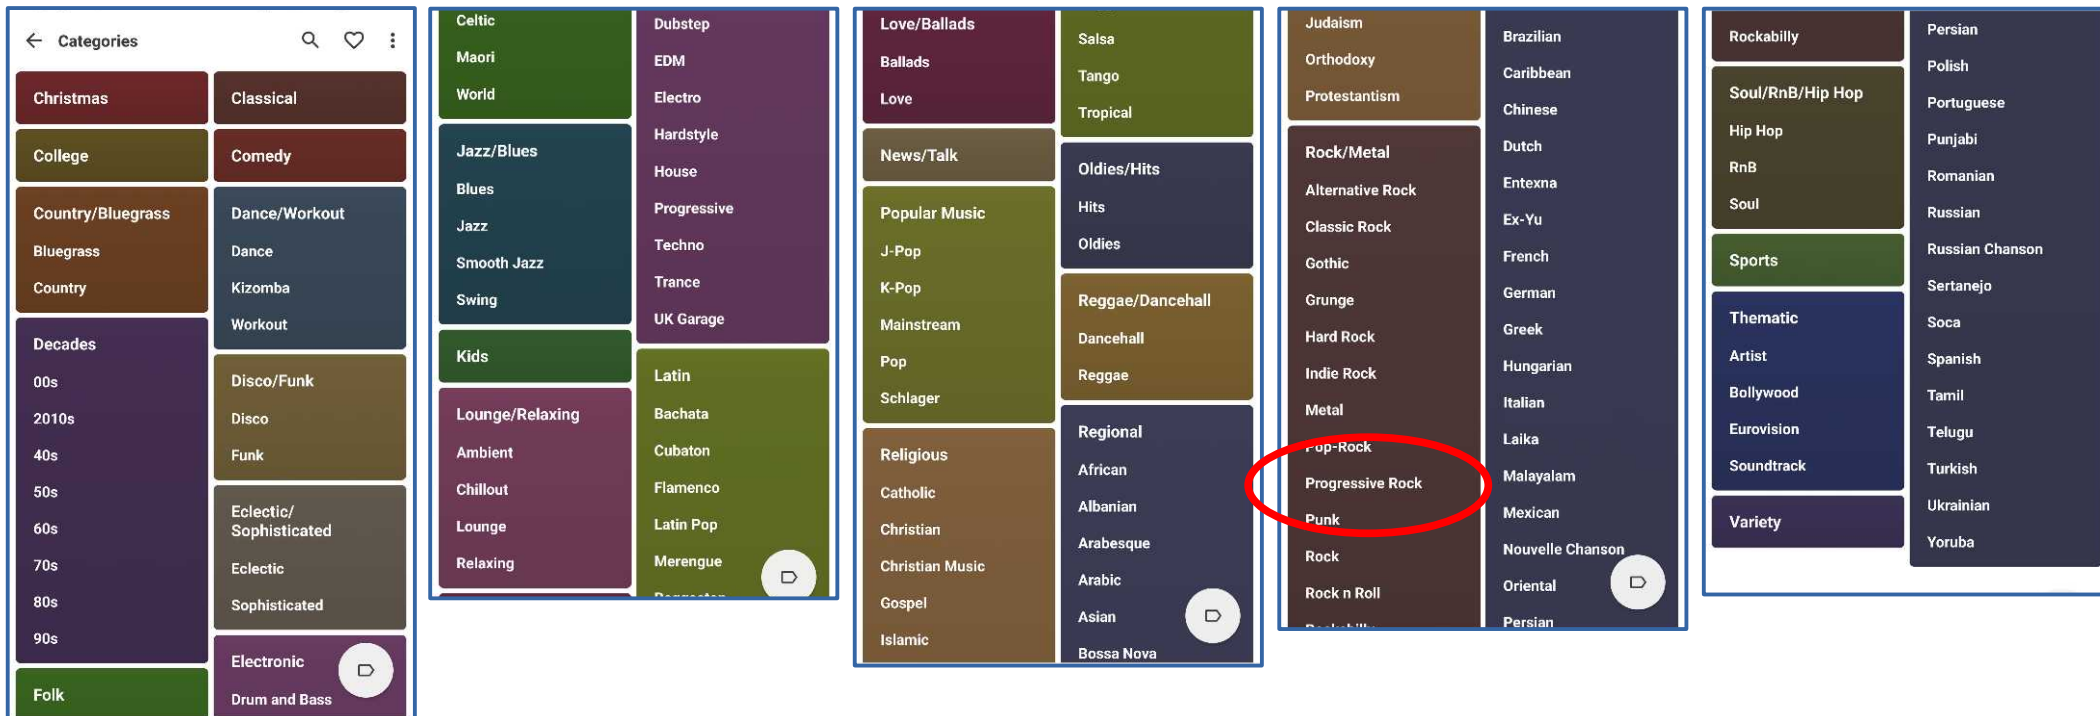 Categories
Christmas
College
Country/Bluegrass
Bluegrass
Country
Decades
00s
2010s
40s
50s
60s
70s
80s
90s
Folk
Classical
Comedy
Dance/Workout
Dance
Kizomba
Workout
Disco/Funk
Disco
Funk
Eclectic/
Sophisticated
Eclectic
Sophisticated
Electronic
Drum and Bass
Celtic
Maori
World
Jazz/Blues
Blues
Jazz
Smooth Jazz
Swing
Kids
Lounge/Relaxing
Ambient
Chillout
Lounge
Relaxing
Dubstep
EDM
Electro
Hardstyle
House
Progressive
Techno
Trance
UK Garage
Latin
Bachata
Cubaton
Flamenco
Latin Pop
Merengue
Love/Ballads
Ballads
Love
News/Talk
Popular Music
J-Pop
K-Pop
Mainstream
Pop
Schlager
Religious
Catholic
Christian
Christian Music
Gospel
Islamic
Salsa
Tango
Tropical
Oldies/Hits
Hits
Oldies
Reggae/Dancehall
Dancehall
Reggae
Regional
African
Albanian
Arabesque
Arabic
Asian
Bossa Nova
Judaism
Orthodoxy
Protestantism
Rock/Metal
Alternative Rock
Classic Rock
Gothic
Grunge
Hard Rock
Indie Rock
Metal
Pop-Rock
Progressive Rock
Punk
Rock
Rock n Roll
Brazilian
Caribbean
Chinese
Dutch
Entexna
Ex-Yu
French
German
Greek
Hungarian
Italian
Laika
Malayalam
Mexican
Nouvelle Chanson
Oriental
Persian
Rockabilly
Soul/RnB/Hip Hop
Hip Hop
RnB
Soul
Sports
Thematic
Artist
Bollywood
Eurovision
Soundtrack
Variety
Persian
Polish
Portuguese
Punjabi
Romanian
Russian
Russian Chanson
Sertanejo
Soca
Spanish
Tamil
Telugu
Turkish
Ukrainian
Yoruba